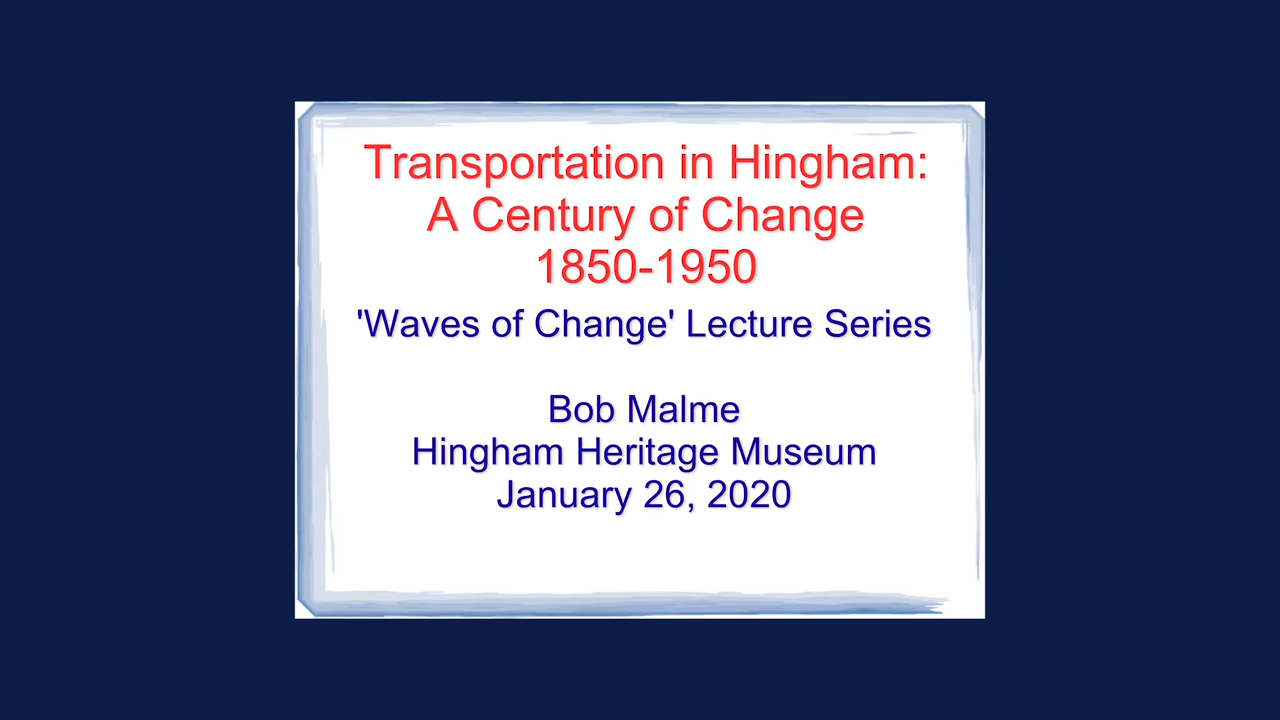 Transportation in Hingham:
A Century of Change
1850-1950
'Waves of Change' Lecture Series
Bob Malme
Hingham Heritage Museum
January 26, 2020